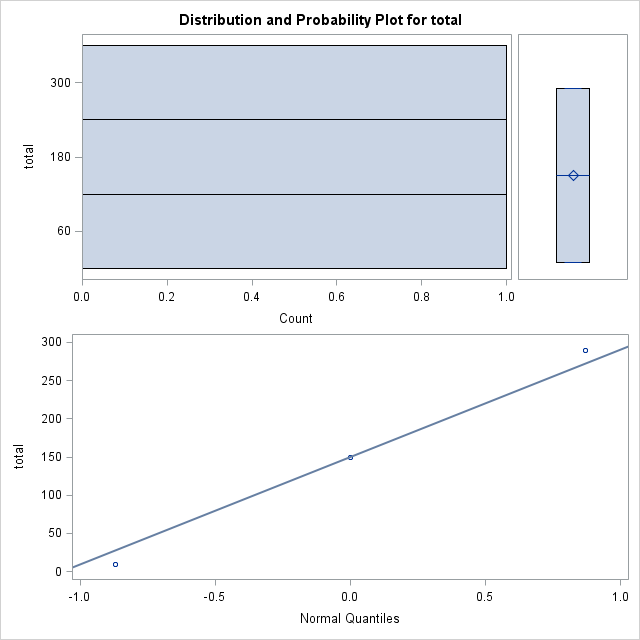 Distribution and Probability Plot for total
300
180
60
total
0.0 0.2 0.4 0.6 0.8 1.0
Count
300
250
200
150
100
50
0
total
-1.0 -0.5 0.0 0.5 1.0
Normal Quantiles